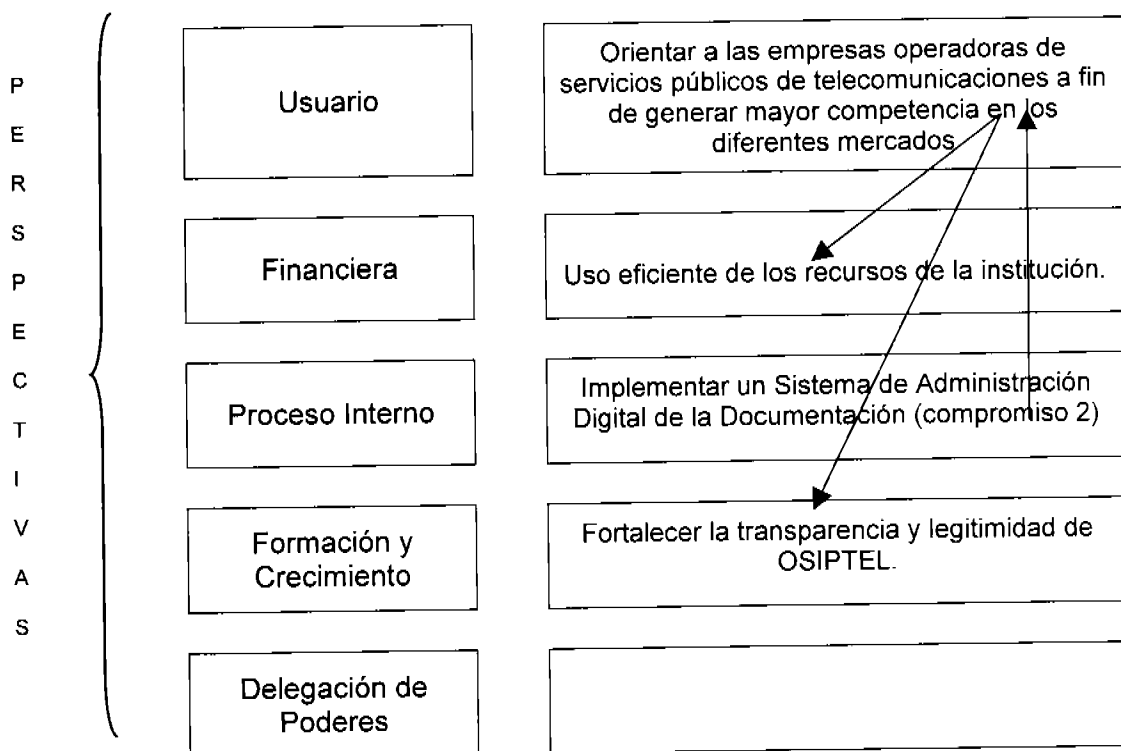 PERSPECTIVAS
Usuario
Orientar a las empresas operadoras de
servicios públicos de telecomunicaciones a fin
de generar mayor competencia en los
diferentes mercados
Financiera
Uso eficiente de los recursos de la institución.
Proceso Interno
Implementar un Sistema de Administración
Digital de la Documentación (compromiso 2)
Formación y
Crecimiento
Fortalecer la transparencia y legitimidad de
OSIPTEL.
Delegación de
Poderes